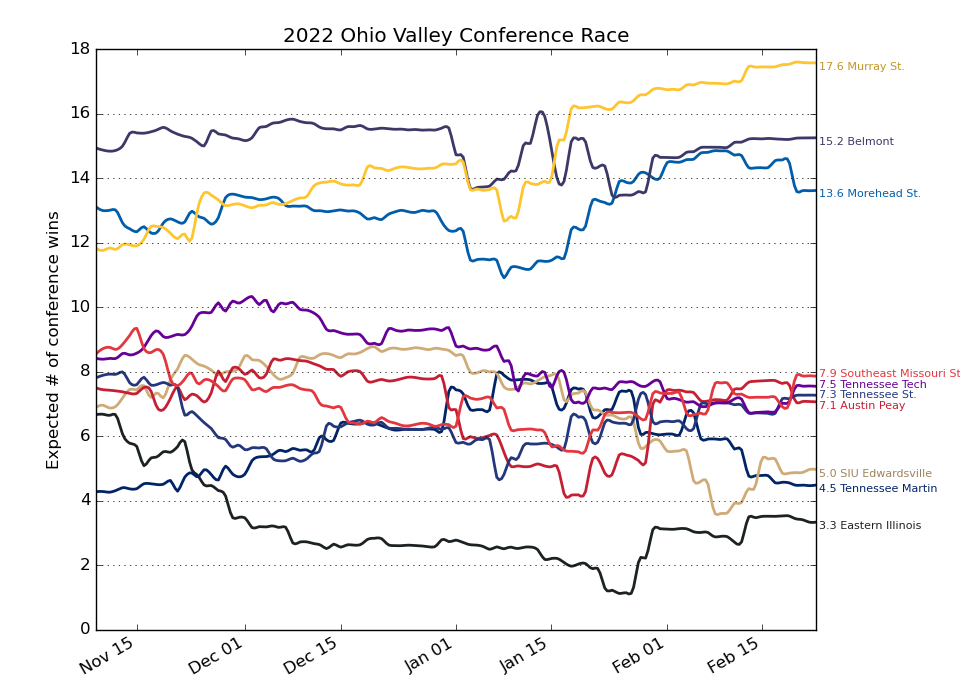 2022 Ohio Valley Conference Race
Expected # of conference wins
18
16
14
12
10
8
6
4
2
0
Nov 15
Dec 01
Dec 15
Jan 01
Jan 15
Feb 01
Feb 15
17.6 Murray St.
15.2 Belmont
13.6 Morehead St.
7.9 Southeast Missouri St
7.5 Tennessee Tech
7.3 Tennessee St.
7.1 Austin Peay
5.0 SIU Edwardsville
4.5 Tennessee Martin
3.3 Eastern Illinois